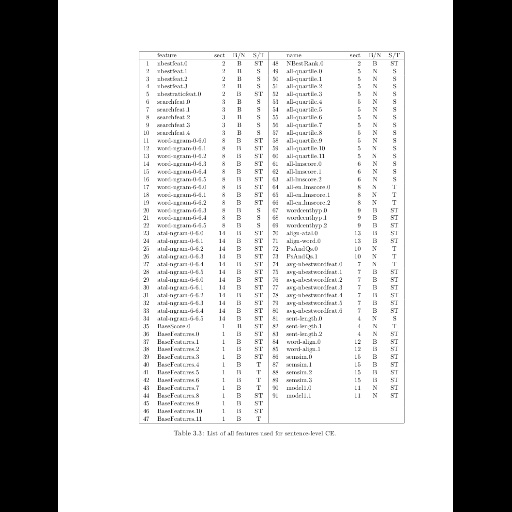 feature sect B/N S/T name sect B/N S/T
1 nbestfeat.0 2 B ST 48 NBestRank.0 2 B ST
2 nbestfeat.1 2 B S 49 all-quartile.0 5 N S
3 nbestfeat.2 2 B S 50 all-quartile.1 5 N S
4 nbestfeat.3 2 B S 51 all-quartile.2 5 N S
5 nbestratiofeat.0 2 B ST 52 all-quartile.3 5 N S
6 searchfeat.0 3 B S 53 all-quartile.4 5 N S
7 searchfeat.1 3 B S 54 all-quartile.5 5 N S
8 searchfeat.2 3 B S 55 all-quartile.6 5 N S
9 searchfeat.3 3 B S 56 all-quartile.7 5 N S
10 searchfeat.4 3 B S 57 all-quartile.8 5 N S
11 word-ngram-0-6.0 8 B ST 58 all-quartile.9 5 N S
12 word-ngram-0-6.1 8 B ST 59 all-quartile.10 5 N S
13 word-ngram-0-6.2 8 B ST 60 all-quartile.11 5 N S
14 word-ngram-0-6.3 8 B ST 61 all-lmscore.0 6 N S
15 word-ngram-0-6.4 8 B ST 62 all-lmscore.1 6 N S
16 word-ngram-0-6.5 8 B ST 63 all-lmscore.2 6 N S
17 word-ngram-0-6.0 8 B ST 64 all-en.lmscore.0 8 N T
18 word-ngram-0-6.1 8 B ST 65 all-en.lmscore.1 8 N T
19 word-ngram-0-6.2 8 B ST 66 all-en.lmscore.2 8 N T
20 word-ngram-0-6.3 8 B S 67 wordcenthyp.0 9 B ST
21 word-ngram-0-6.4 8 B S 68 wordcenthyp.1 9 B ST
22 word-ngram-0-6.5 8 B S 69 wordcenthyp.2 9 B ST
23 atal-ngram-0-6.0 14 B ST 70 align-atal.0 13 B ST
24 atal-ngram-0-6.1 14 B ST 71 align-word.0 13 B ST
25 atal-ngram-0-6.2 14 B ST 72 PxAndQs.0 10 N T
26 atal-ngram-0-6.3 14 B ST 73 PxAndQs.1 10 N T
27 atal-ngram-0-6.4 14 B ST 74 avg-nbestwordfeat.0 7 N T
28 atal-ngram-0-6.5 14 B ST 75 avg-nbestwordfeat.1 7 B ST
29 atal-ngram-0-6.0 14 B ST 76 avg-nbestwordfeat.2 7 B ST
30 atal-ngram-0-6.1 14 B ST 77 avg-nbestwordfeat.3 7 B ST
31 atal-ngram-0-6.2 14 B ST 78 avg-nbestwordfeat.4 7 B ST
32 atal-ngram-0-6.3 14 B ST 79 avg-nbestwordfeat.5 7 B ST
33 atal-ngram-0-6.4 14 B ST 80 avg-nbestwordfeat.6 7 B ST
34 atal-ngram-0-6.5 14 B ST 81 sent-length.0 4 N S
35 BaseScore.0 1 B ST 82 sent-length.1 4 N T
36 BaseFeatures.0 1 B ST 83 sent-length.2 4 N ST
37 BaseFeatures.1 1 B ST 84 word-align.0 12 B ST
38 BaseFeatures.2 1 B ST 85 word-align.1 12 B ST
39 BaseFeatures.3 1 B ST 86 semsim.0 15 B ST
40 BaseFeatures.4 1 B T 87 semsim.1 15 B ST
41 BaseFeatures.5 1 B T 88 semsim.2 15 B ST
42 BaseFeatures.6 1 B T 89 semsim.3 15 B ST
43 BaseFeatures.7 1 B T 90 model1.0 11 N ST
44 BaseFeatures.8 1 B ST 91 model1.1 11 N ST
45 BaseFeatures.9 1 B ST
46 BaseFeatures.10 1 B ST
47 BaseFeatures.11 1 B T
Table 3.3: List of all features used for sentence-level CE.